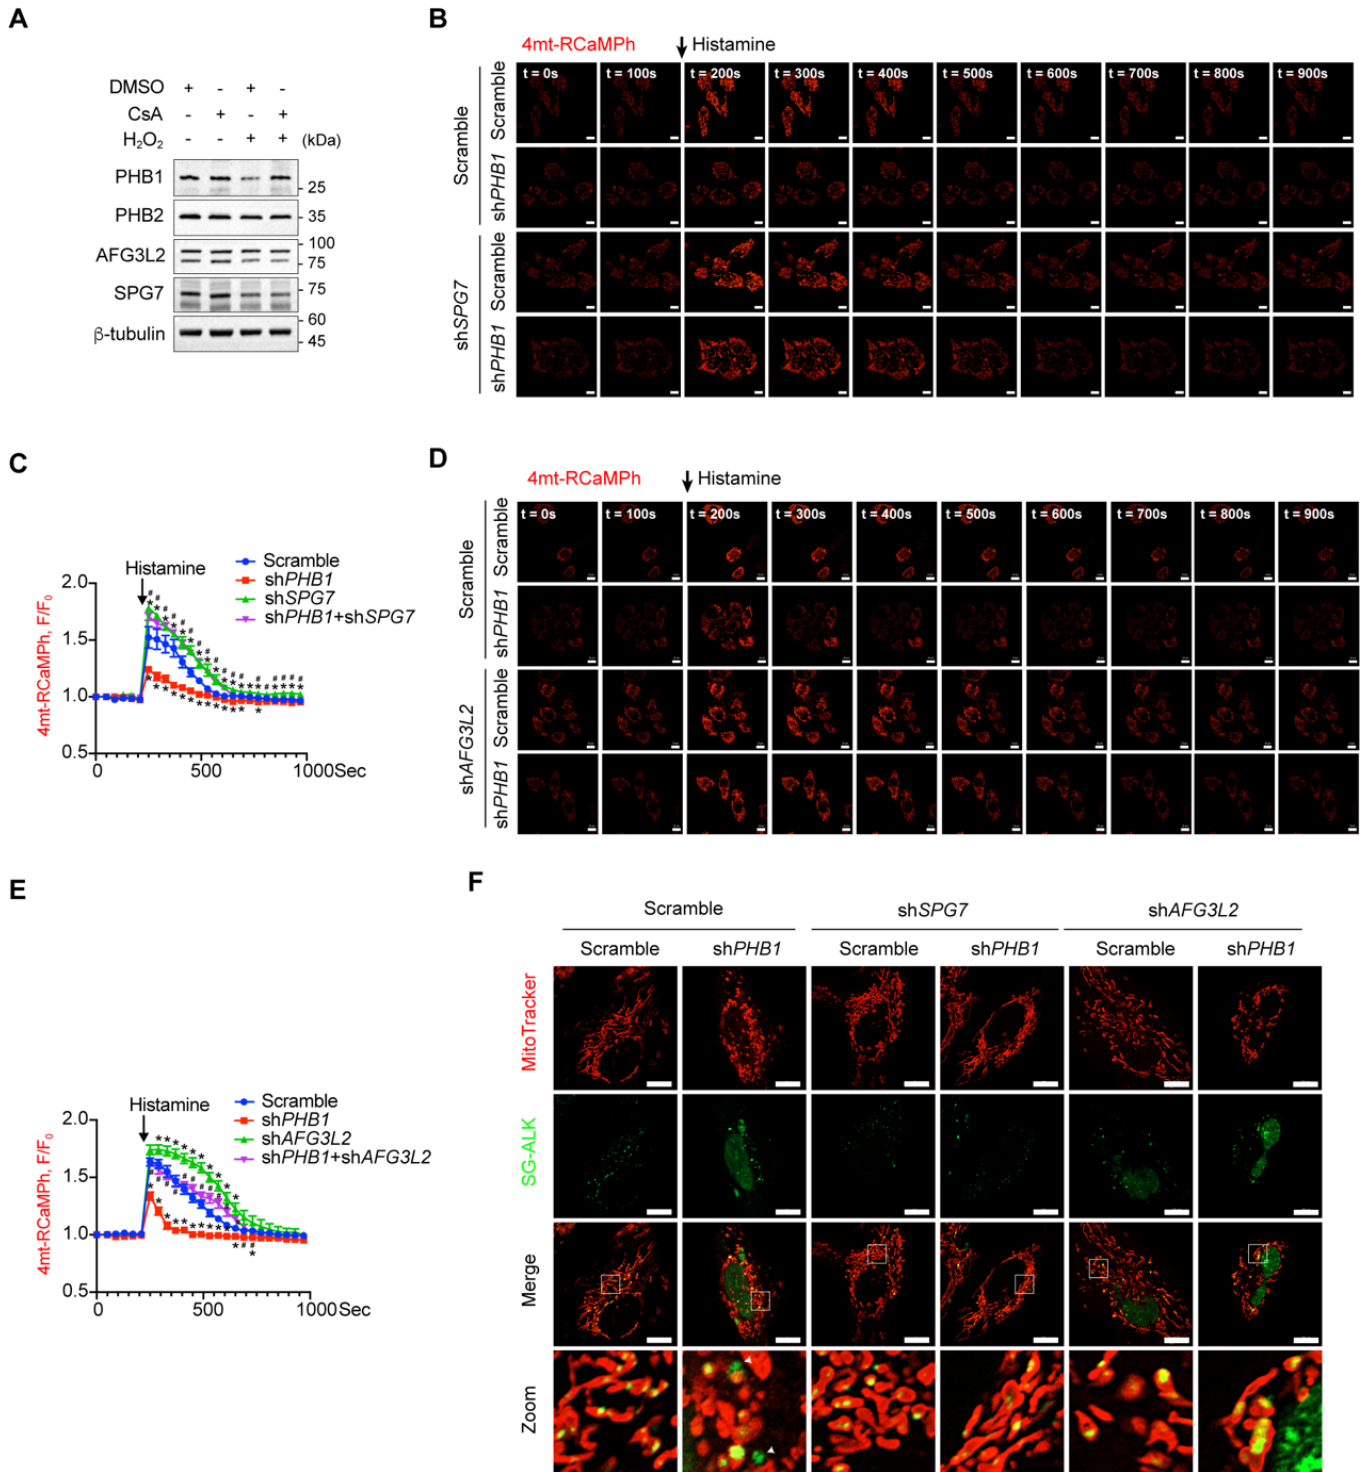 A
DMSO + - + -
CsA - + - +
H₂O₂ - - + + (kDa)
PHB1 - 25
PHB2 - 35
AFG3L2 - 100
- 75
SPG7 - 75
β-tubulin - 60
- 45
B
4mt-RCaMPh Histamine
t = 0s t = 100s t = 200s t = 300s t = 400s t = 500s t = 600s t = 700s t = 800s t = 900s
Scramble
Scramble
shPHB1
shSPG7
Scramble
shPHB1
C
Histamine
Scramble
shPHB1
shSPG7
shPHB1+shSPG7
4mt-RCaMPh, F/F₀
2.0
1.5
1.0
0.5
0 500 1000Sec
D
4mt-RCaMPh Histamine
t = 0s t = 100s t = 200s t = 300s t = 400s t = 500s t = 600s t = 700s t = 800s t = 900s
Scramble
Scramble
shPHB1
shAFG3L2
Scramble
shPHB1
E
Histamine
Scramble
shPHB1
shAFG3L2
shPHB1+shAFG3L2
4mt-RCaMPh, F/F₀
2.0
1.5
1.0
0.5
0 500 1000Sec
F
Scramble shSPG7 shAFG3L2
Scramble shPHB1 Scramble shPHB1 Scramble shPHB1
MitoTracker
SG-ALK
Merge
Zoom